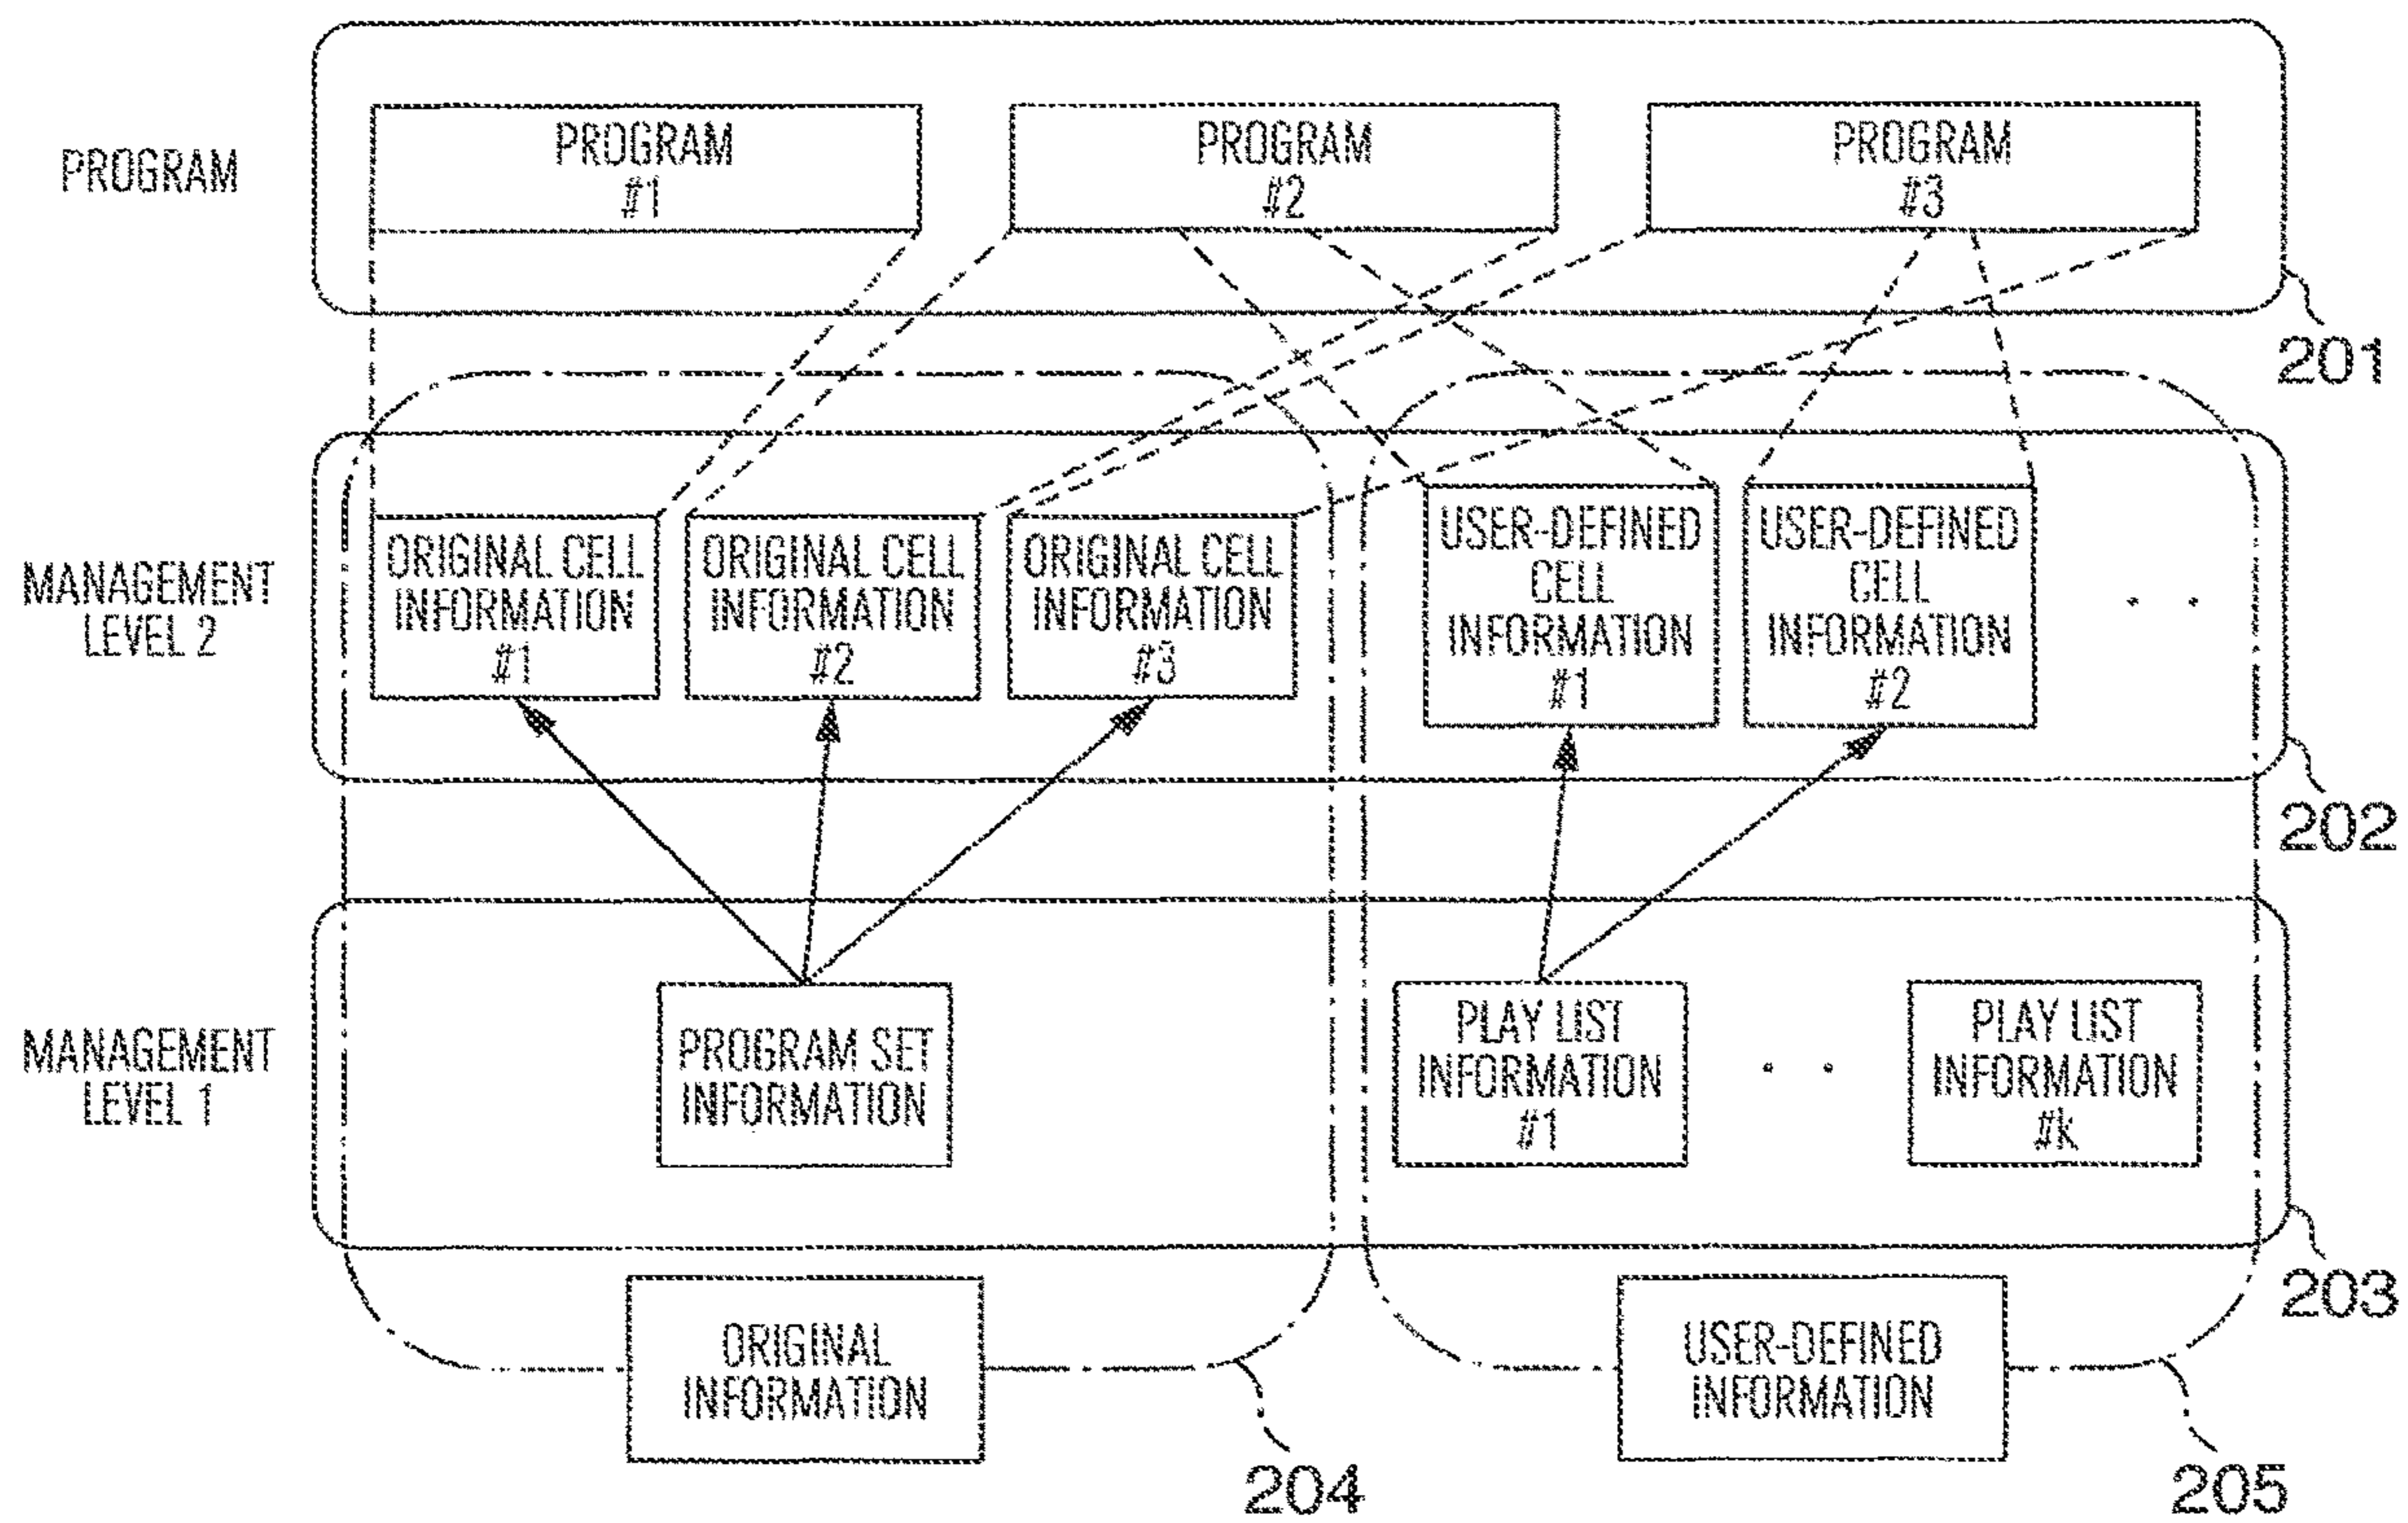 PROGRAM
PROGRAM
#1
PROGRAM
#2
PROGRAM
#3
201
MANAGEMENT
LEVEL 2
ORIGINAL CELL
INFORMATION
#1
ORIGINAL CELL
INFORMATION
#2
ORIGINAL CELL
INFORMATION
#3
USER-DEFINED
CELL
INFORMATION
#1
USER-DEFINED
CELL
INFORMATION
#2
. .
202
MANAGEMENT
LEVEL 1
PROGRAM SET
INFORMATION
PLAY LIST
INFORMATION
#1
. .
PLAY LIST
INFORMATION
#k
203
ORIGINAL
INFORMATION
204
USER-DEFINED
INFORMATION
205